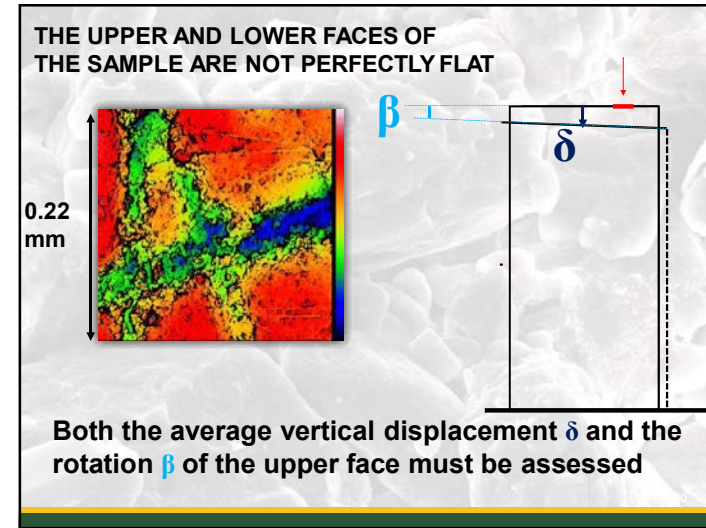 THE UPPER AND LOWER FACES OF
THE SAMPLE ARE NOT PERFECTLY FLAT
β
δ
0.22
mm
Both the average vertical displacement δ and the
rotation β of the upper face must be assessed